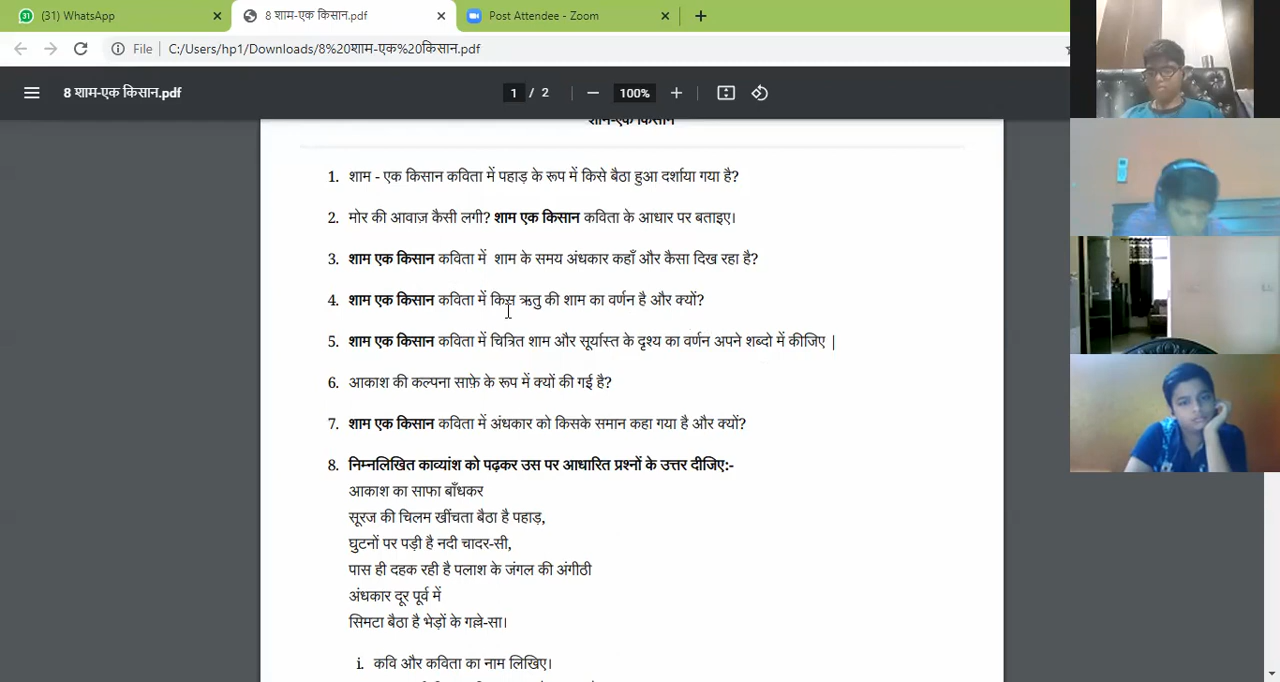 (31) WhatsApp
8 शाम-एक किसान.pdf
Post Attendee - Zoom
File
C:/Users/hp1/Downloads/8%20शाम-एक%20किसान.pdf
8 शाम-एक किसान.pdf
1 / 2
100%
शाम-एक किसान
1. शाम - एक किसान कविता में पहाड़ के रूप में किसे बैठा हुआ दर्शाया गया है?
2. मोर की आवाज़ कैसी लगी? शाम एक किसान कविता के आधार पर बताइए।
3. शाम एक किसान कविता में शाम के समय अंधकार कहाँ और कैसा दिख रहा है?
4. शाम एक किसान कविता में किस ऋतु की शाम का वर्णन है और क्यों?
5. शाम एक किसान कविता में चित्रित शाम और सूर्यास्त के दृश्य का वर्णन अपने शब्दो में कीजिए |
6. आकाश की कल्पना साफ़े के रूप में क्यों की गई है?
7. शाम एक किसान कविता में अंधकार को किसके समान कहा गया है और क्यों?
8. निम्नलिखित काव्यांश को पढ़कर उस पर आधारित प्रश्नों के उत्तर दीजिए:-
आकाश का साफा बाँधकर
सूरज की चिलम खींचता बैठा है पहाड़,
घुटनों पर पड़ी है नदी चादर-सी,
पास ही दहक रही है पलाश के जंगल की अंगीठी
अंधकार दूर पूर्व में
सिमटा बैठा है भेड़ों के गल्ले-सा।
i. कवि और कविता का नाम लिखिए।